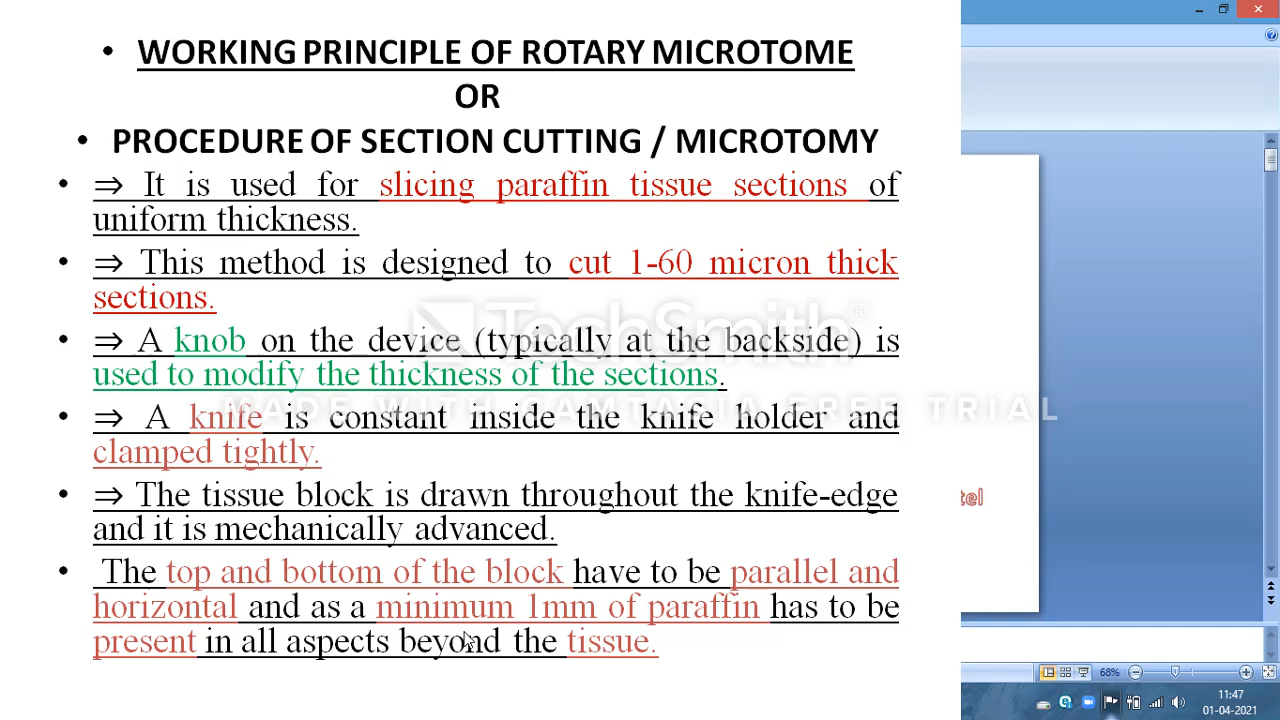 • WORKING PRINCIPLE OF ROTARY MICROTOME
OR
• PROCEDURE OF SECTION CUTTING / MICROTOMY
• ⇒ It is used for slicing paraffin tissue sections of
uniform thickness.
• ⇒ This method is designed to cut 1-60 micron thick
sections.
• ⇒ A knob on the device (typically at the backside) is
used to modify the thickness of the sections.
• ⇒ A knife is constant inside the knife holder and
clamped tightly.
• ⇒ The tissue block is drawn throughout the knife-edge
and it is mechanically advanced.
• The top and bottom of the block have to be parallel and
horizontal and as a minimum 1mm of paraffin has to be
present in all aspects beyond the tissue.
TechSmith®
MADE WITH CAMTASIA FREE TRIAL
68%
11:47
01-04-2021